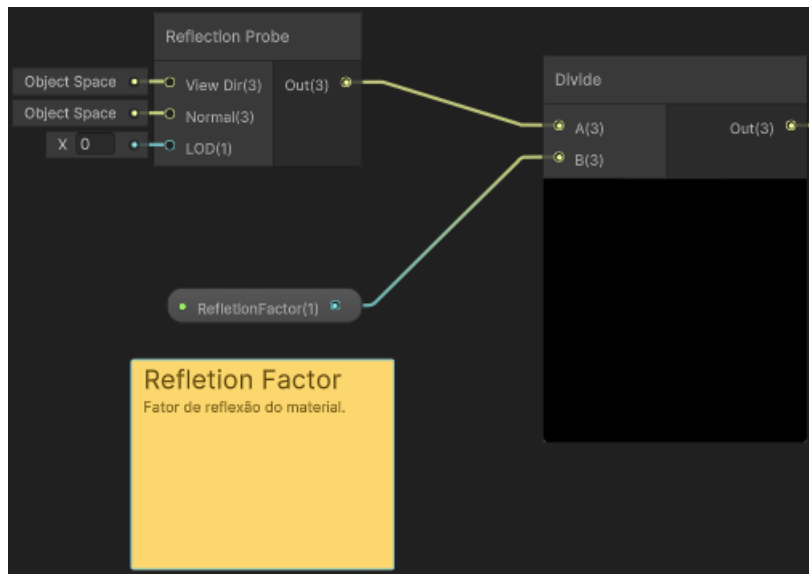 Reflection Probe
Object Space View Dir(3) Out(3)
Object Space Normal(3)
X 0 LOD(1)
Divide
A(3) Out(3)
B(3)
RefletionFactor(1)
Refletion Factor
Fator de reflexão do material.